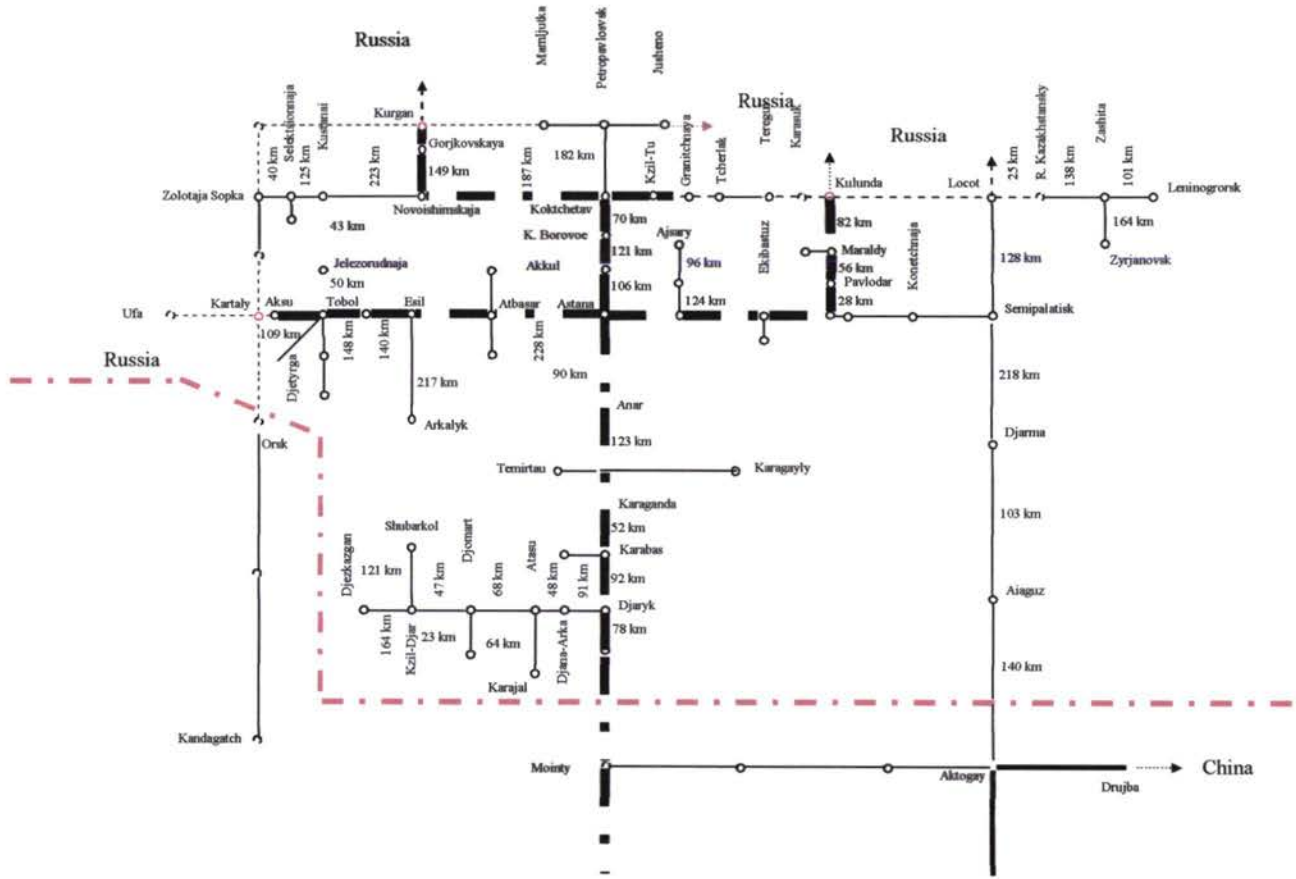 Russia
Mamljutka
Petropavlosvsk
Jusheno
Russia
Russia
Kurgan
Selektsionnaja
Kustanai
Gorjkovskaya
40 km
125 km
223 km
149 km
187 km
182 km
Kzil-Tu
Granitchnaya
Tcherlak
Karasuk
Kulunda
Locot
25 km
R. Kazakhstansky
138 km
Zashita
101 km
Leninogrorsk
Zolotaja Sopka
Novoishimskaja
Koktchetav
43 km
70 km
K. Borovoe
Ajsary
82 km
164 km
Jelezorudnaja
50 km
Akkul
121 km
96 km
Ekibastuz
Maraldy
56 km
Konetchnaja
128 km
Zyrjanovsk
Kartaly
Aksu
Tobol
Esil
Atbasar
Astana
106 km
124 km
Pavlodar
28 km
Semipalatisk
Ufa
109 km
148 km
140 km
228 km
Russia
Djetyrga
217 km
90 km
218 km
Orsk
Arkalyk
Anar
123 km
Djarma
Temirtau
Karagayly
Karaganda
52 km
103 km
Djezkazgan
Shubarkol
Djomart
Atasu
121 km
47 km
68 km
48 km
91 km
Karabas
92 km
Aiaguz
Djaryk
164 km
Kzil-Djar
23 km
64 km
Djana-Arka
78 km
Karajal
140 km
Kandagatch
Mointy
Aktogay
China
Drujba